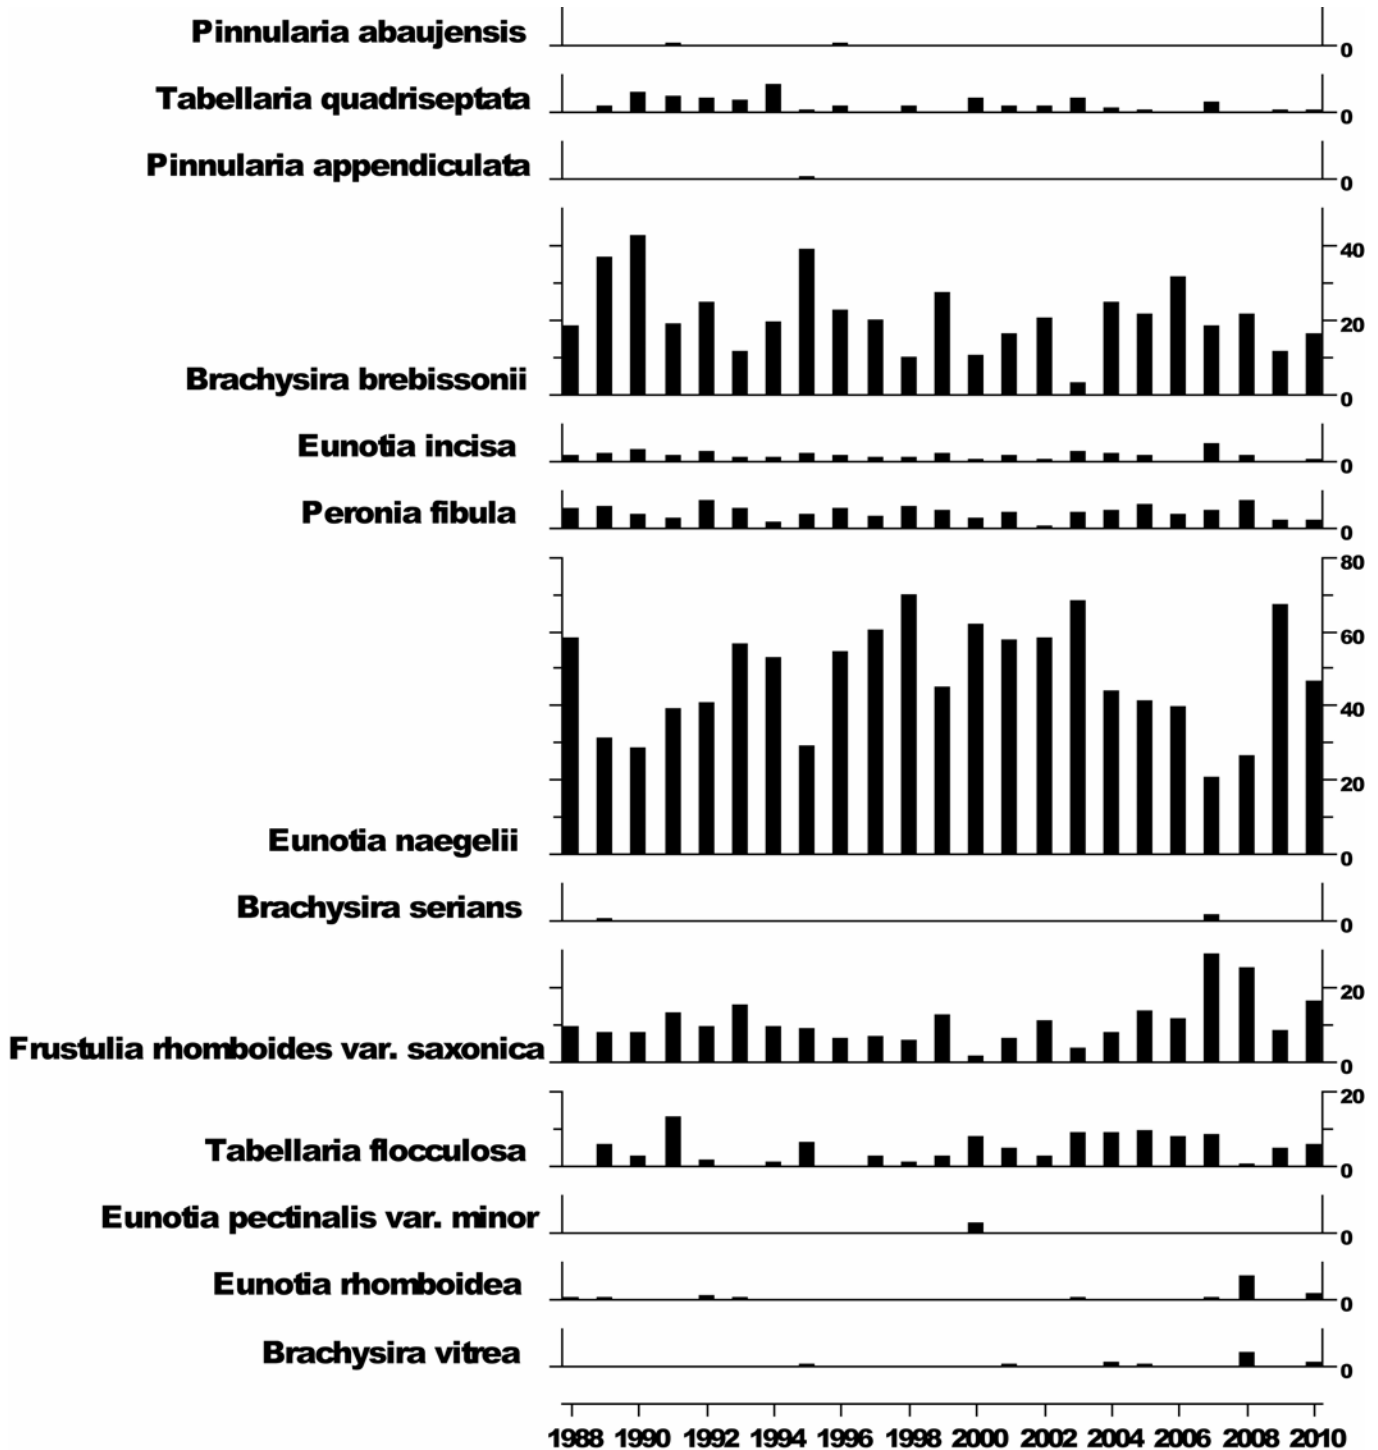 Pinnularia abaujensis
0
Tabellaria quadriseptata
0
Pinnularia appendiculata
0
40
20
Brachysira brebissonii
0
Eunotia incisa
0
Peronia fibula
0
80
60
40
20
Eunotia naegelii
0
Brachysira serians
0
20
Frustulia rhomboides var. saxonica
0
20
Tabellaria flocculosa
0
Eunotia pectinalis var. minor
0
Eunotia rhomboidea
0
Brachysira vitrea
0
1988 1990 1992 1994 1996 1998 2000 2002 2004 2006 2008 2010